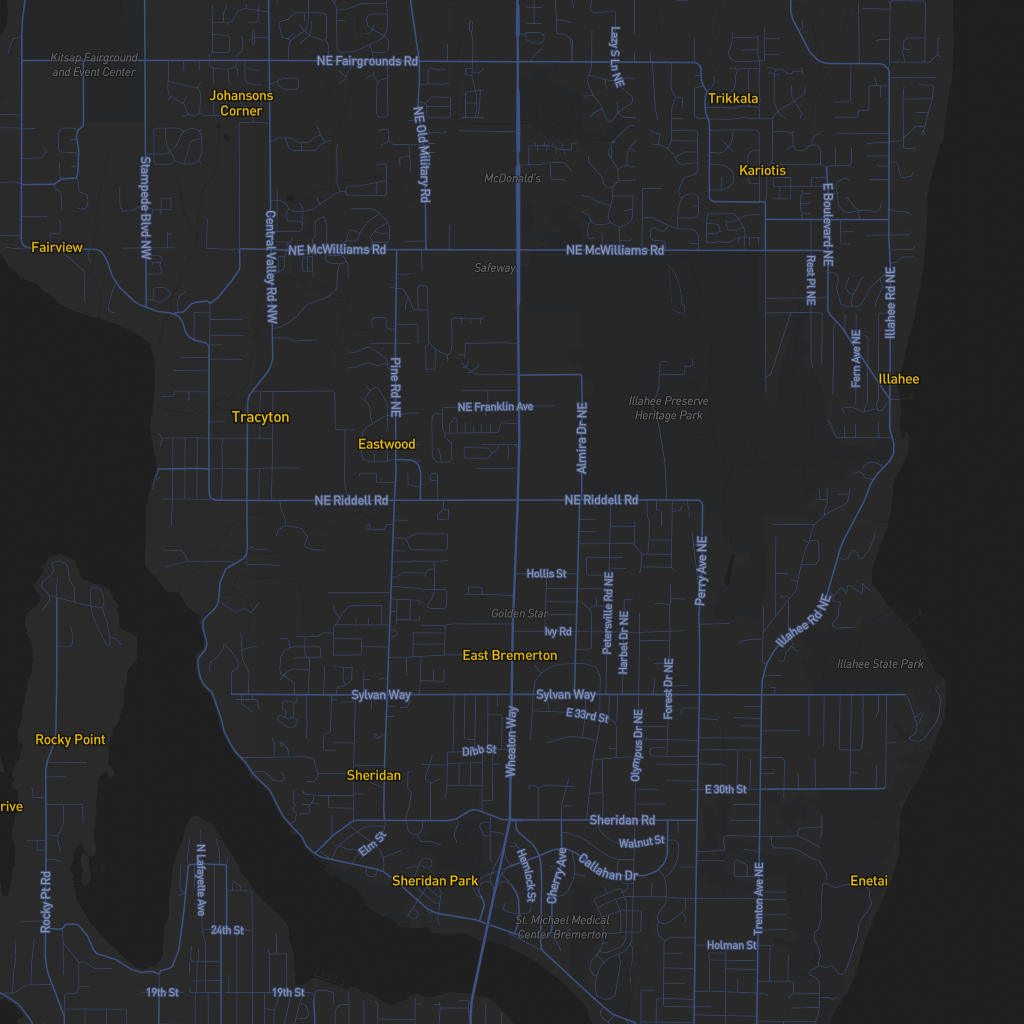 Lazy S Ln NE
Kitsap Fairground
and Event Center
NE Fairgrounds Rd
Johansons
Corner
Trikkala
NE Old Military Rd
Stampede Blvd NW
McDonald's
Kariotis
E Boulevard NE
Central Valley Rd NW
Fairview
NE McWilliams Rd
NE McWilliams Rd
Safeway
Rest Pl NE
Illahee Rd NE
Fern Ave NE
Pine Rd NE
Illahee
NE Franklin Ave
Illahee Preserve
Heritage Park
Almira Dr NE
Tracyton
Eastwood
NE Riddell Rd
NE Riddell Rd
Perry Ave NE
Hollis St
Petersville Rd NE
Golden Star
Harbel Dr NE
Illahee Rd NE
Ivy Rd
East Bremerton
Illahee State Park
Forest Dr NE
Sylvan Way
Sylvan Way
E 33rd St
Wheaton Way
Olympus Dr NE
Rocky Point
Dibb St
Sheridan
E 30th St
rive
Sheridan Rd
Elm St
Walnut St
Callahan Dr
Hemlock St
Cherry Ave
N Lafayette Ave
Sheridan Park
Enetai
Rocky Pt Rd
Trenton Ave NE
St. Michael Medical
Center Bremerton
24th St
Holman St
19th St
19th St